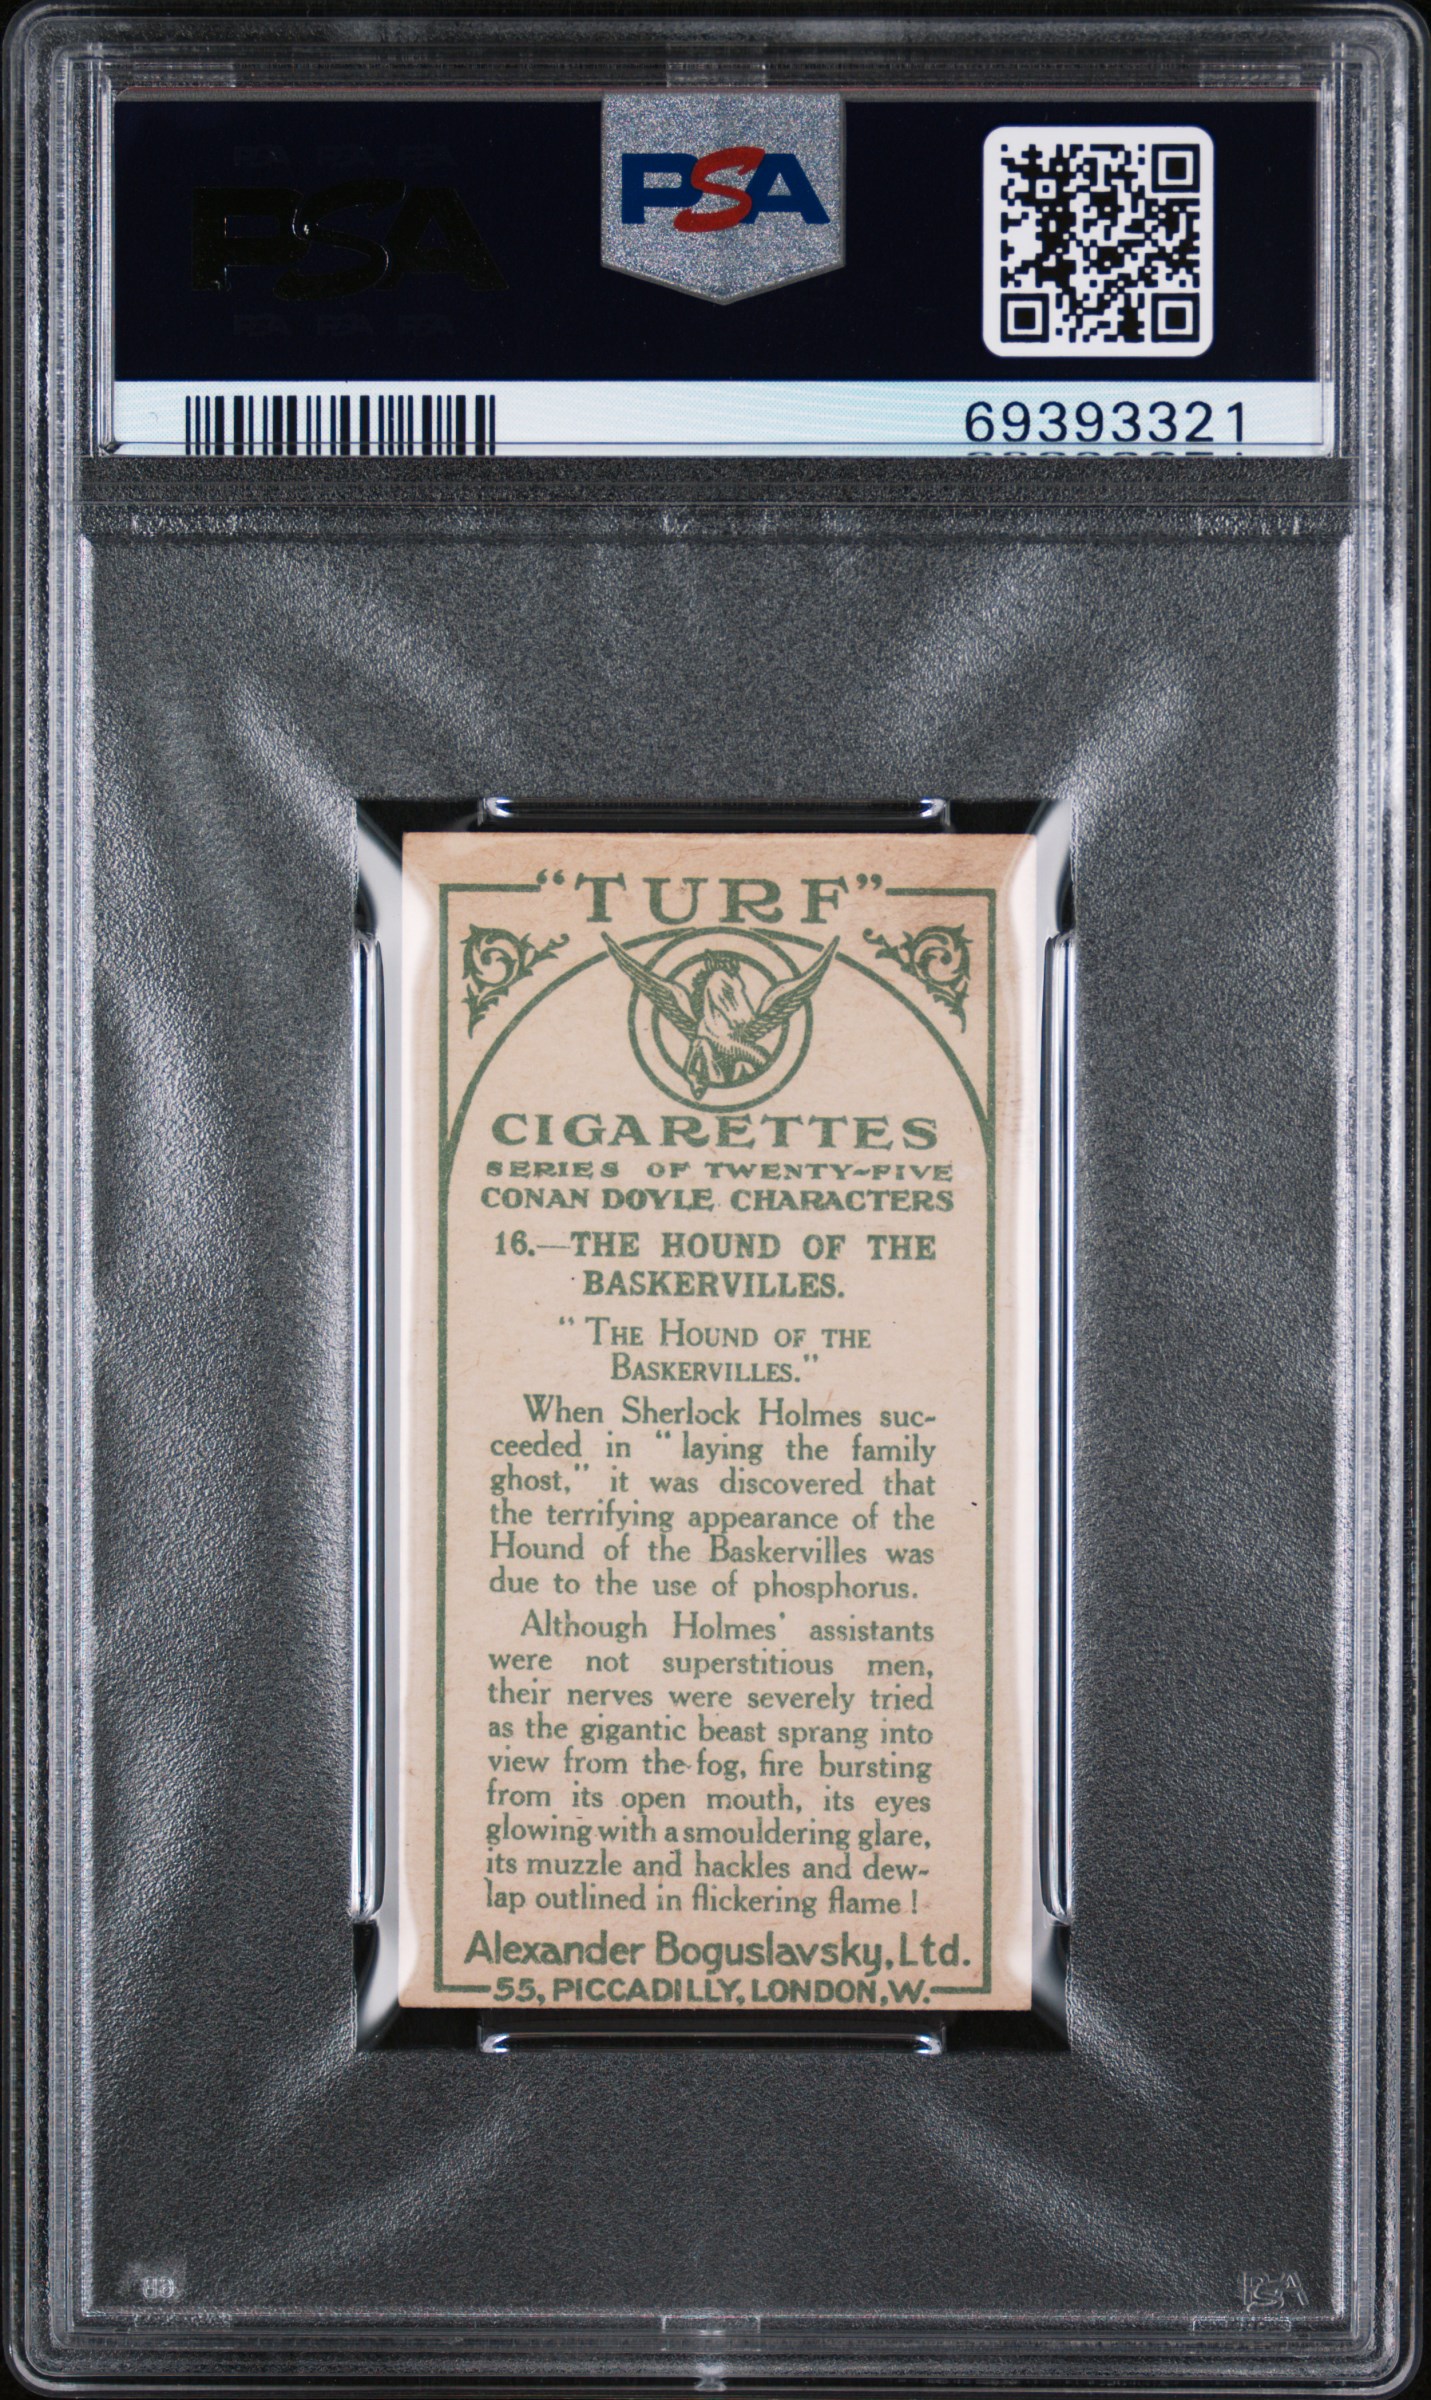 PSA
PSA
69393321
"TURF"
CIGARETTES
SERIES OF TWENTY-FIVE
CONAN DOYLE CHARACTERS
16.—THE HOUND OF THE
BASKERVILLES.
"THE HOUND OF THE
BASKERVILLES."
When Sherlock Holmes suc-
ceeded in "laying the family
ghost," it was discovered that
the terrifying appearance of the
Hound of the Baskervilles was
due to the use of phosphorus.
Although Holmes' assistants
were not superstitious men,
their nerves were severely tried
as the gigantic beast sprang into
view from the fog, fire bursting
from its open mouth, its eyes
glowing with a smouldering glare,
its muzzle and hackles and dew-
lap outlined in flickering flame !
Alexander Boguslavsky, Ltd.
55, PICCADILLY, LONDON, W.
PSA